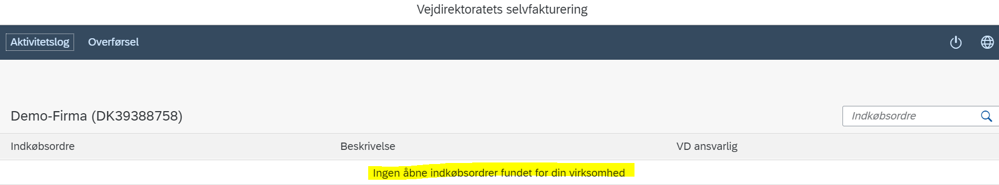 Vejdirektoratets selvfakturering
Aktivitetslog Overførsel
Demo-Firma (DK39388758)
Indkøbsordre
Indkøbsordre Beskrivelse VD ansvarlig
Ingen åbne indkøbsordrer fundet for din virksomhed